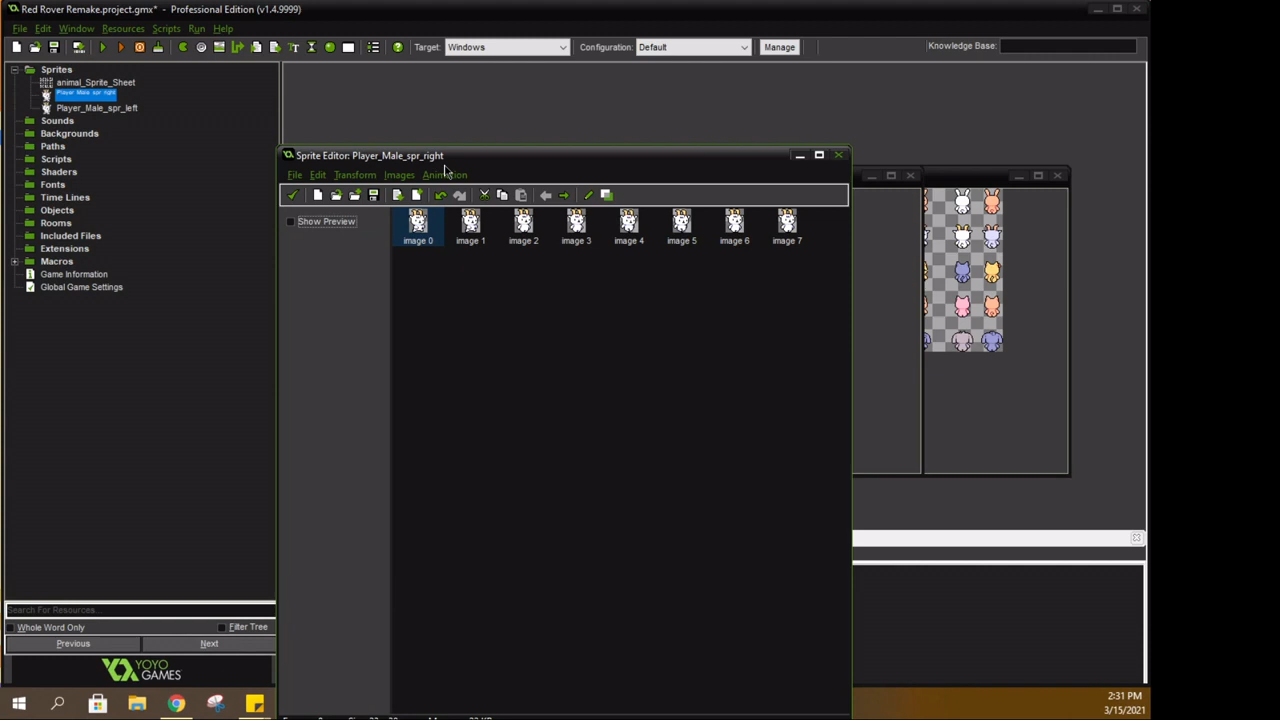 Red Rover Remake.project.gmx* - Professional Edition (v1.4.9999)
File Edit Window Resources Scripts Run Help
Target: Windows Configuration: Default Manage Knowledge Base:
Sprites
animal_Sprite_Sheet
Player_Male_spr_right
Player_Male_spr_left
Sounds
Backgrounds
Paths
Scripts
Shaders
Fonts
Time Lines
Objects
Rooms
Included Files
Extensions
Macros
Game Information
Global Game Settings
Sprite Editor: Player_Male_spr_right
File Edit Transform Images Animation
Show Preview
image 0 image 1 image 2 image 3 image 4 image 5 image 6 image 7
Search For Resources...
Whole Word Only Filter Tree
Previous Next
YOYO
GAMES
2:31 PM
3/15/2021